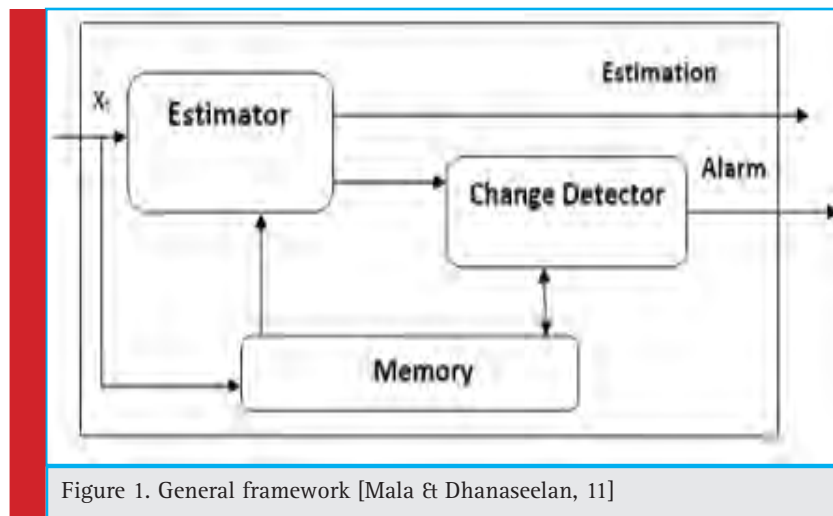 Estimation
Xₜ
Estimator
Alarm
Change Detector
Memory
Figure 1. General framework [Mala & Dhanaseelan, 11]